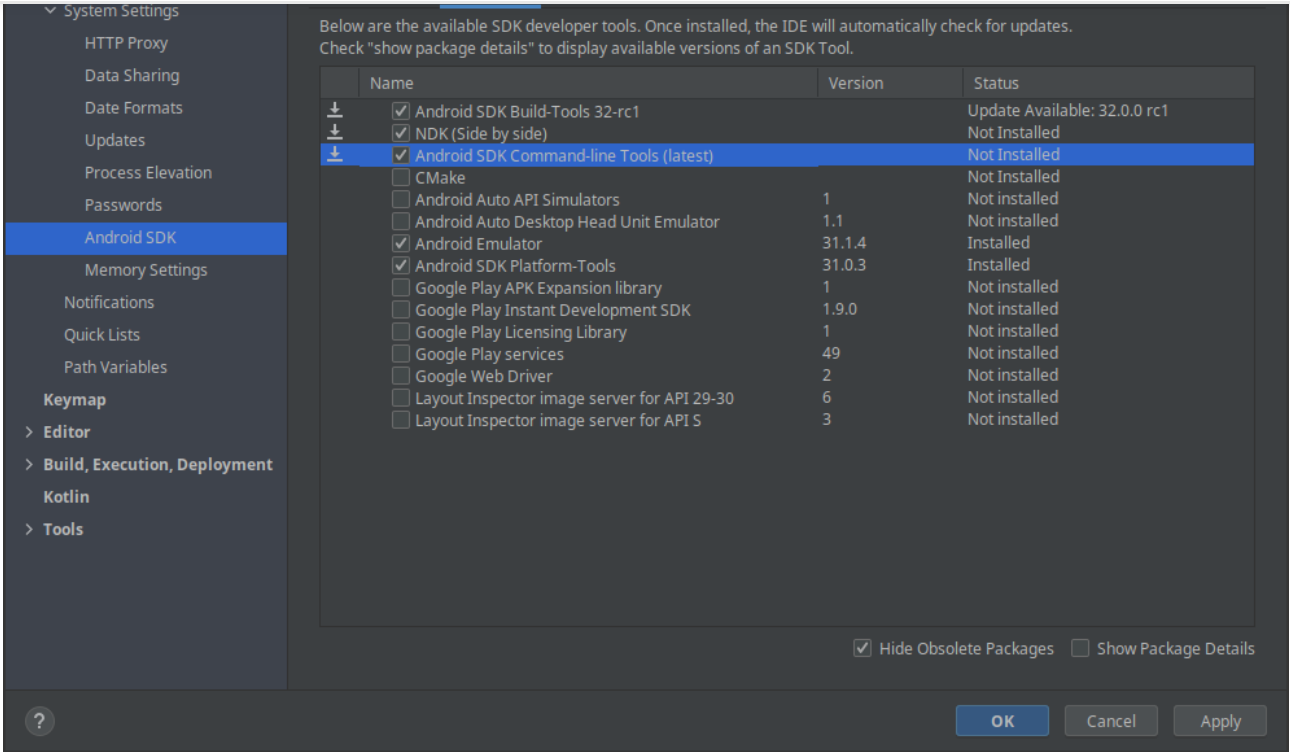 System Settings
HTTP Proxy
Data Sharing
Date Formats
Updates
Process Elevation
Passwords
Android SDK
Memory Settings
Notifications
Quick Lists
Path Variables
Keymap
Editor
Build, Execution, Deployment
Kotlin
Tools
Below are the available SDK developer tools. Once installed, the IDE will automatically check for updates.
Check "show package details" to display available versions of an SDK Tool.
Name Version Status
Android SDK Build-Tools 32-rc1 Update Available: 32.0.0 rc1
NDK (Side by side) Not Installed
Android SDK Command-line Tools (latest) Not Installed
CMake Not Installed
Android Auto API Simulators 1 Not installed
Android Auto Desktop Head Unit Emulator 1.1 Not installed
Android Emulator 31.1.4 Installed
Android SDK Platform-Tools 31.0.3 Installed
Google Play APK Expansion library 1 Not installed
Google Play Instant Development SDK 1.9.0 Not installed
Google Play Licensing Library 1 Not installed
Google Play services 49 Not installed
Google Web Driver 2 Not installed
Layout Inspector image server for API 29-30 6 Not installed
Layout Inspector image server for API S 3 Not installed
Hide Obsolete Packages Show Package Details
? OK Cancel Apply